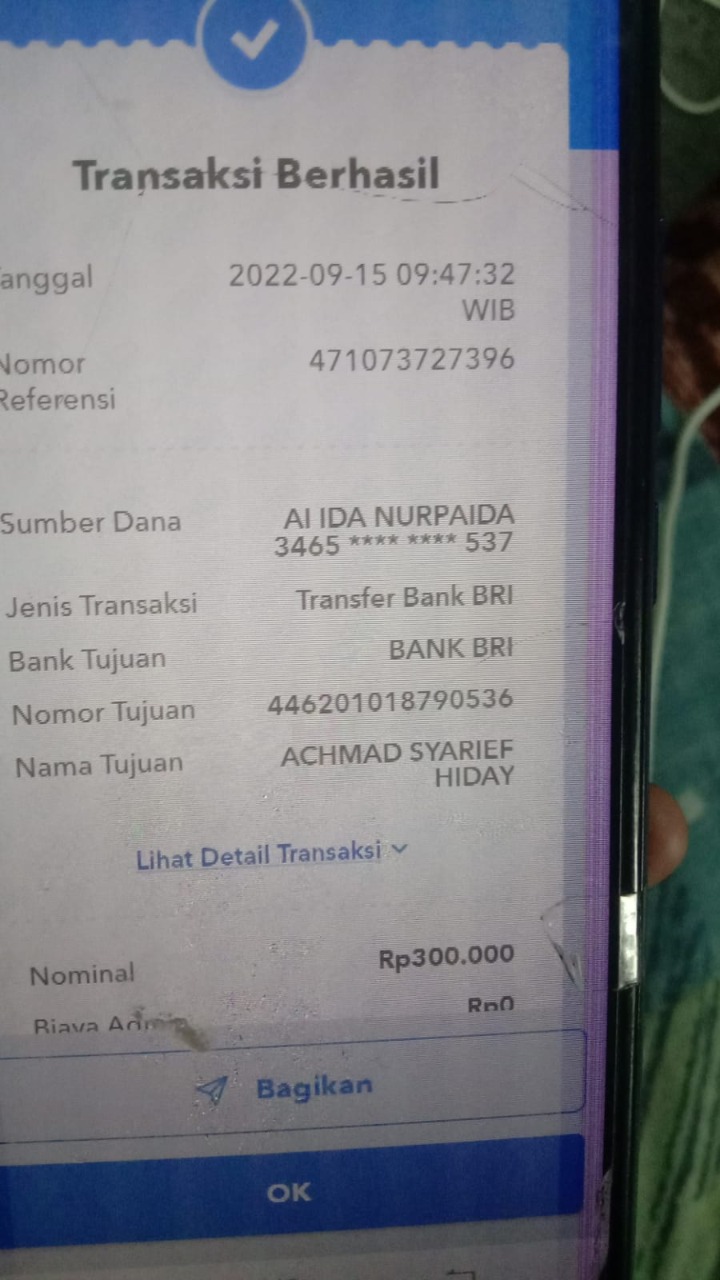 Transaksi Berhasil
anggal 2022-09-15 09:47:32
WIB
Nomor 471073727396
Referensi
Sumber Dana AI IDA NURPAIDA
3465 **** **** 537
Jenis Transaksi Transfer Bank BRI
Bank Tujuan BANK BRI
Nomor Tujuan 446201018790536
Nama Tujuan ACHMAD SYARIEF
HIDAY
Lihat Detail Transaksi
Nominal Rp300.000
Biaya Admin Rp0
Bagikan
OK